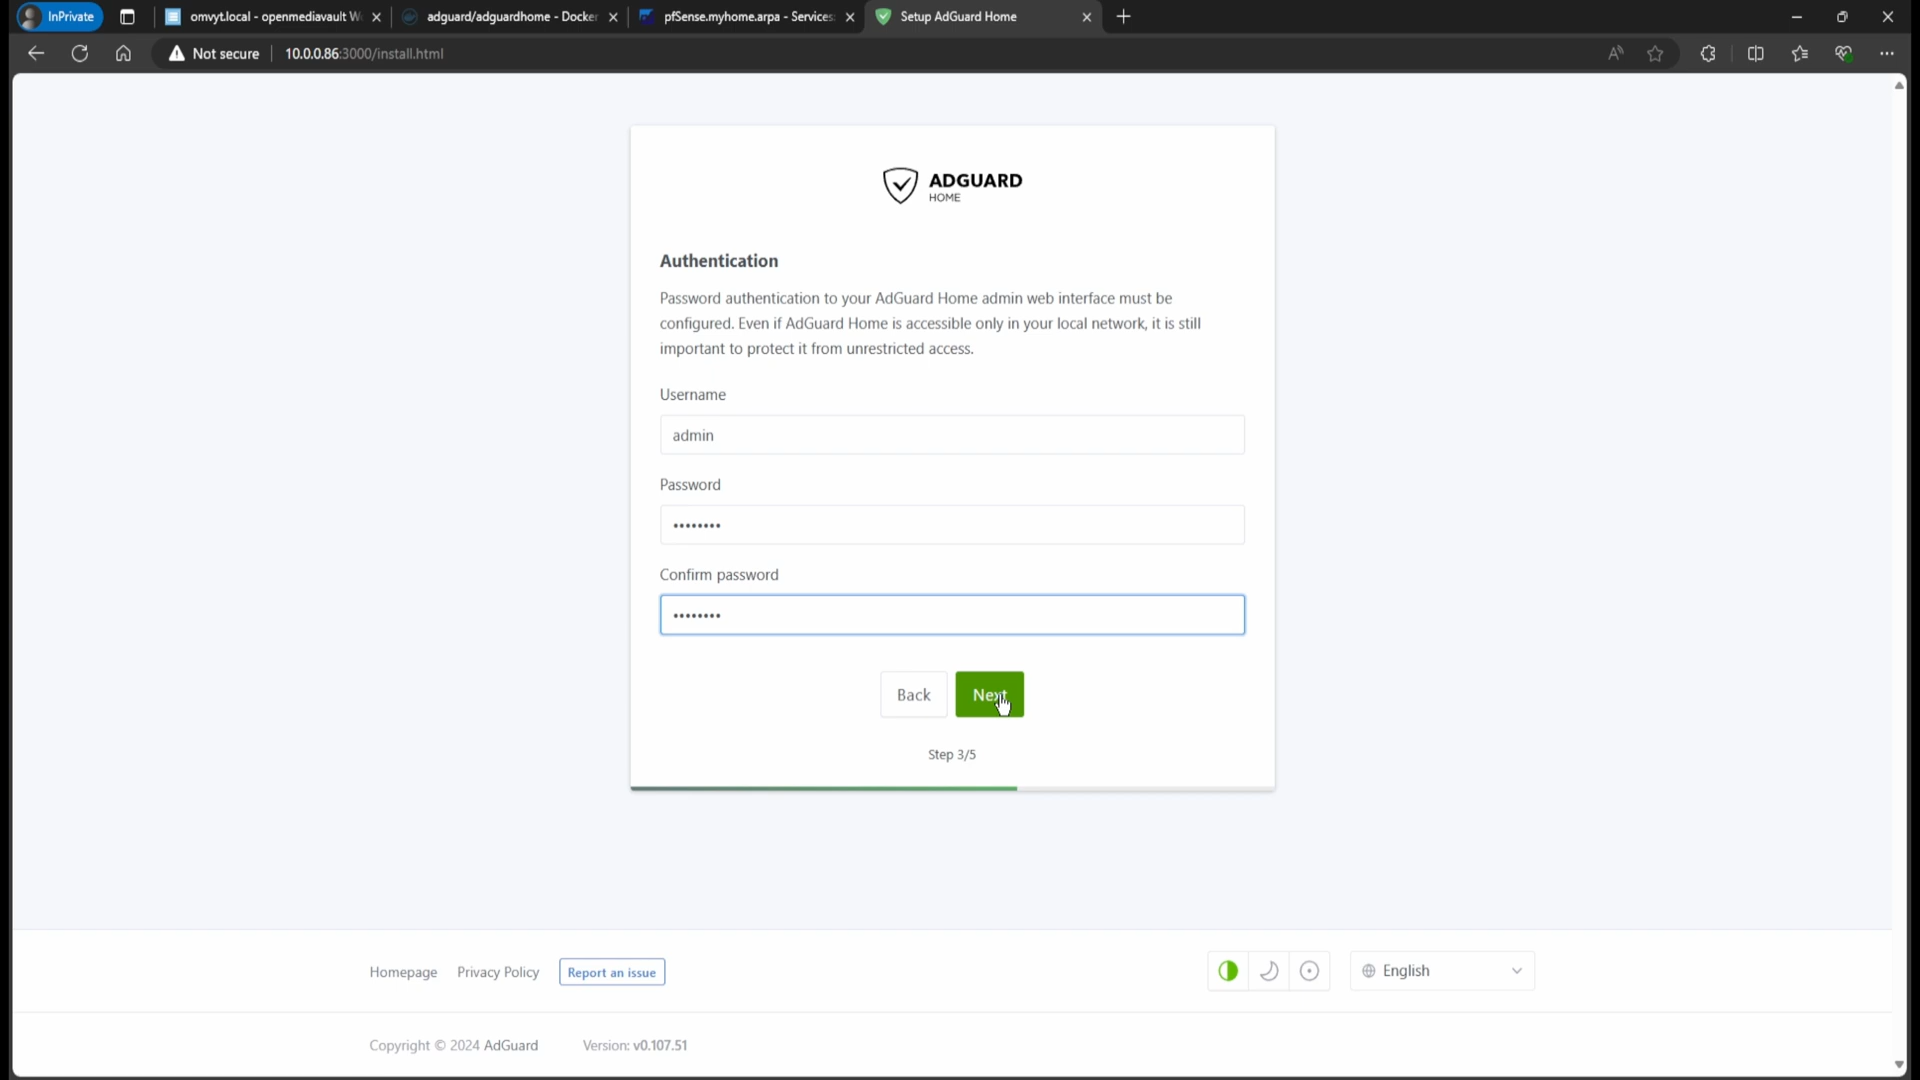 InPrivate
omvyt.local - openmediavault W
adguard/adguardhome - Docker
pfSense.myhome.arpa - Services:
Setup AdGuard Home
Not secure
10.0.0.86:3000/install.html
ADGUARD
HOME
Authentication
Password authentication to your AdGuard Home admin web interface must be
configured. Even if AdGuard Home is accessible only in your local network, it is still
important to protect it from unrestricted access.
Username
admin
Password
••••••••
Confirm password
••••••••
Back
Next
Step 3/5
Homepage
Privacy Policy
Report an issue
English
Copyright © 2024 AdGuard
Version: v0.107.51